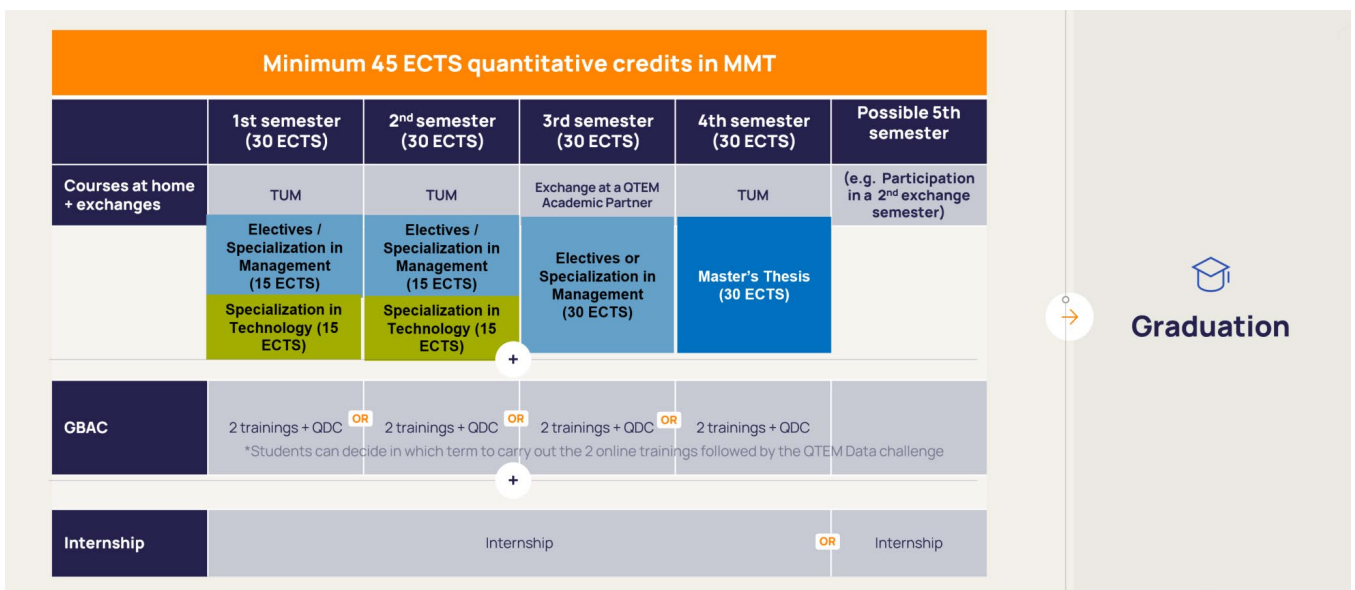 Minimum 45 ECTS quantitative credits in MMT
1st semester
(30 ECTS)
2nd semester
(30 ECTS)
3rd semester
(30 ECTS)
4th semester
(30 ECTS)
Possible 5th
semester
Courses at home
+ exchanges
TUM
TUM
Exchange at a QTEM
Academic Partner
TUM
(e.g. Participation
in a 2nd exchange
semester)
Electives /
Specialization in
Management
(15 ECTS)
Electives /
Specialization in
Management
(15 ECTS)
Electives or
Specialization in
Management
(30 ECTS)
Master's Thesis
(30 ECTS)
Specialization in
Technology (15
ECTS)
Specialization in
Technology (15
ECTS)
+
GBAC
2 trainings + QDC
OR
2 trainings + QDC
OR
2 trainings + QDC
OR
2 trainings + QDC
*Students can decide in which term to carry out the 2 online trainings followed by the QTEM Data challenge
+
Internship
Internship
OR
Internship
Graduation